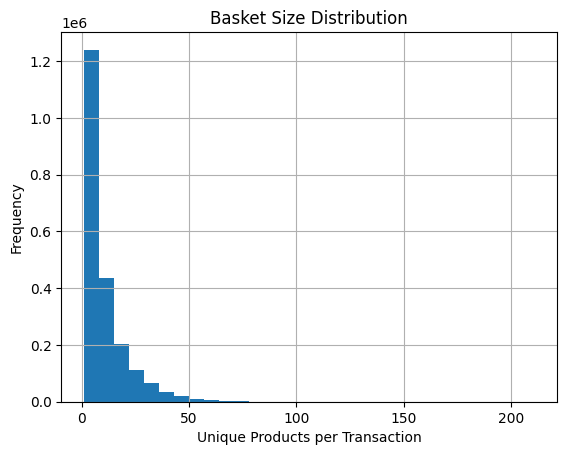 Basket Size Distribution
1e6
1.2
1.0
0.8
0.6
0.4
0.2
0.0
Frequency
0 50 100 150 200
Unique Products per Transaction